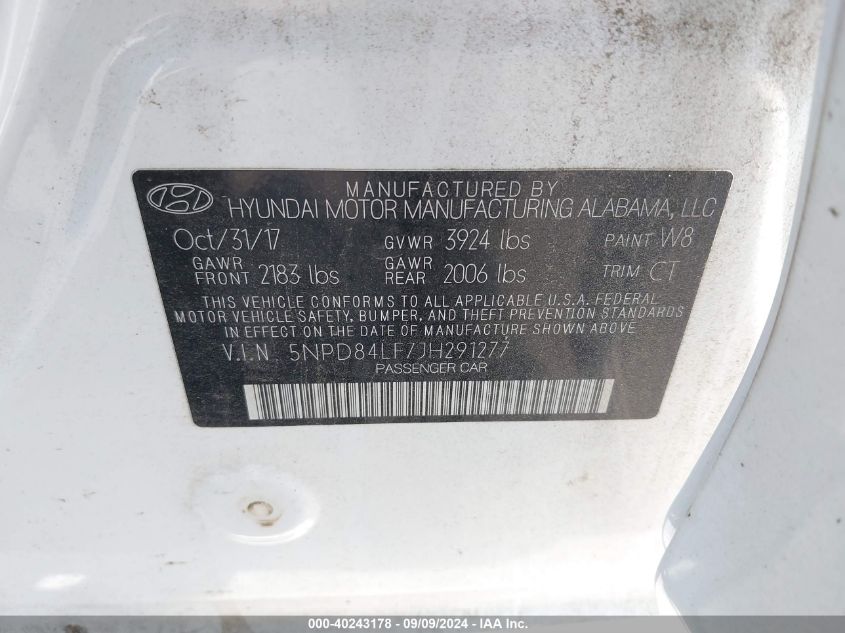 MANUFACTURED BY
HYUNDAI MOTOR MANUFACTURING ALABAMA, LLC
Oct/31/17 GVWR 3924 lbs PAINT W8
GAWR FRONT 2183 lbs GAWR REAR 2006 lbs TRIM CT
THIS VEHICLE CONFORMS TO ALL APPLICABLE U.S.A. FEDERAL
MOTOR VEHICLE SAFETY, BUMPER, AND THEFT PREVENTION STANDARDS
IN EFFECT ON THE DATE OF MANUFACTURE SHOWN ABOVE.
V.I.N 5NPD84LF7JH291277
PASSENGER CAR
000-40243178 - 09/09/2024 - IAA Inc.